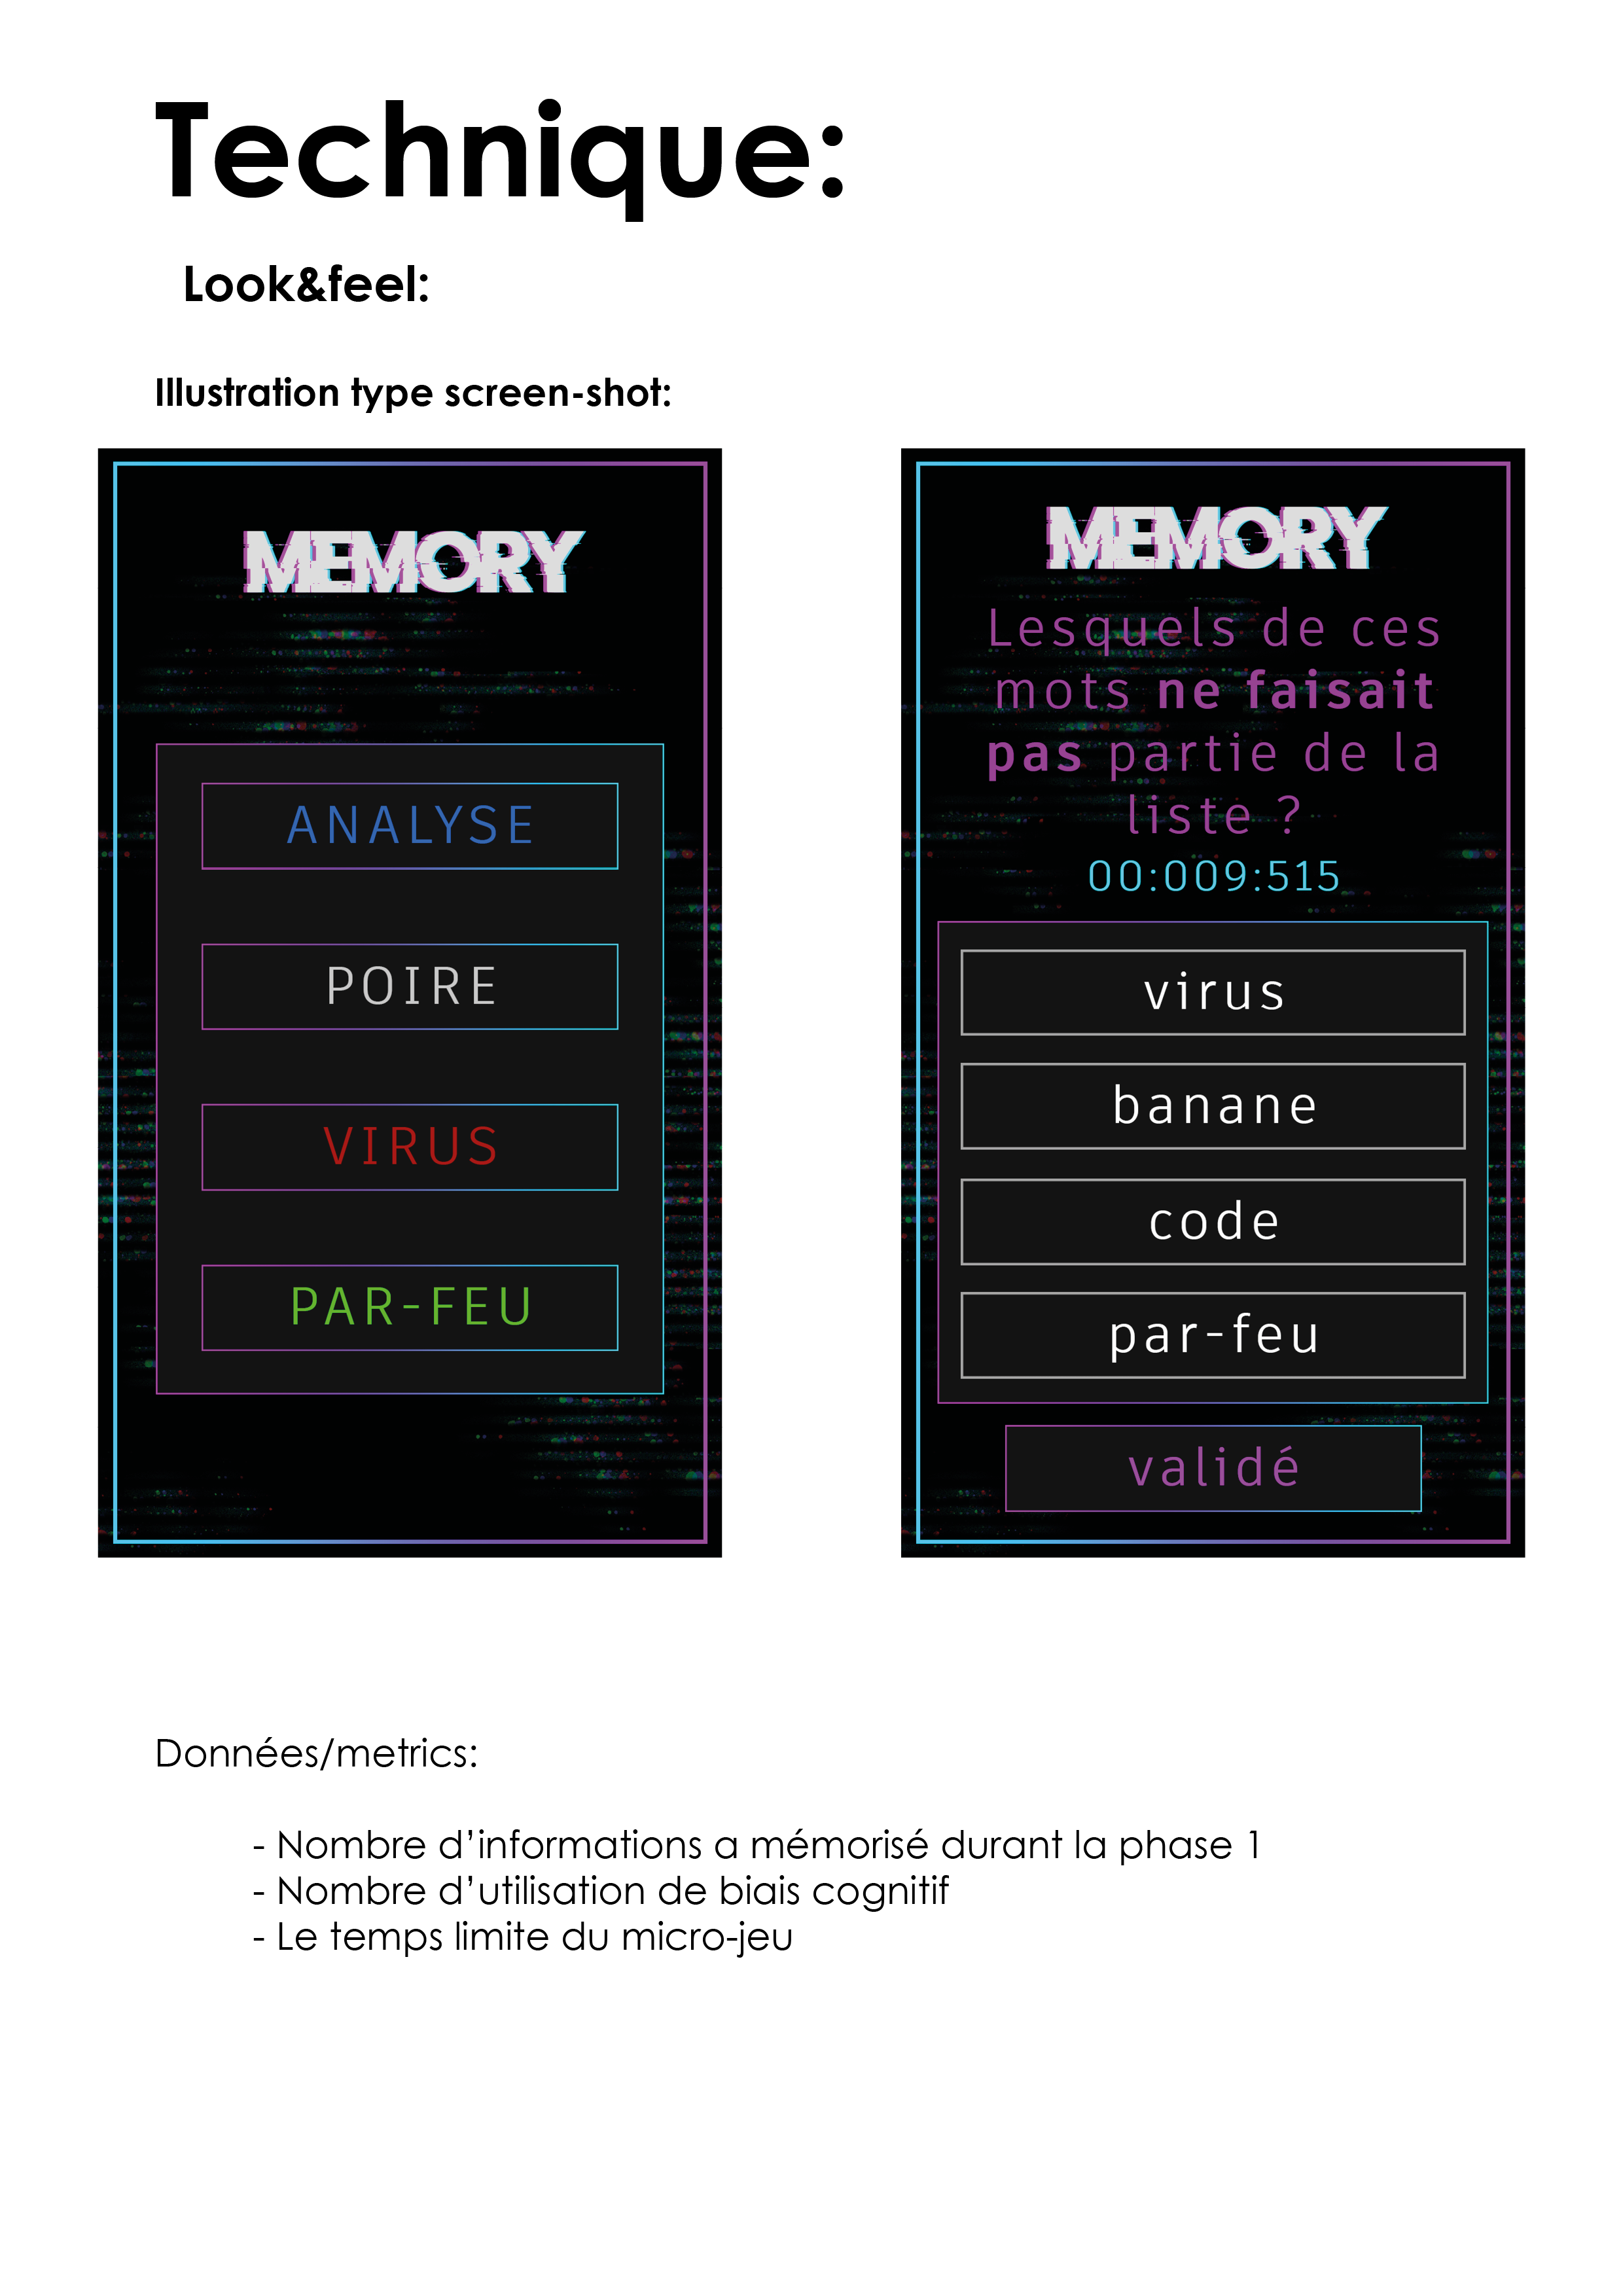 Technique:
Look&feel:
Illustration type screen-shot:
MEMORY
ANALYSE
POIRE
VIRUS
PAR-FEU
MEMORY
Lesquels de ces
mots ne faisait
pas partie de la
liste ?
00:009:515
virus
banane
code
par-feu
validé
Données/metrics:
- Nombre d’informations a mémorisé durant la phase 1
- Nombre d’utilisation de biais cognitif
- Le temps limite du micro-jeu